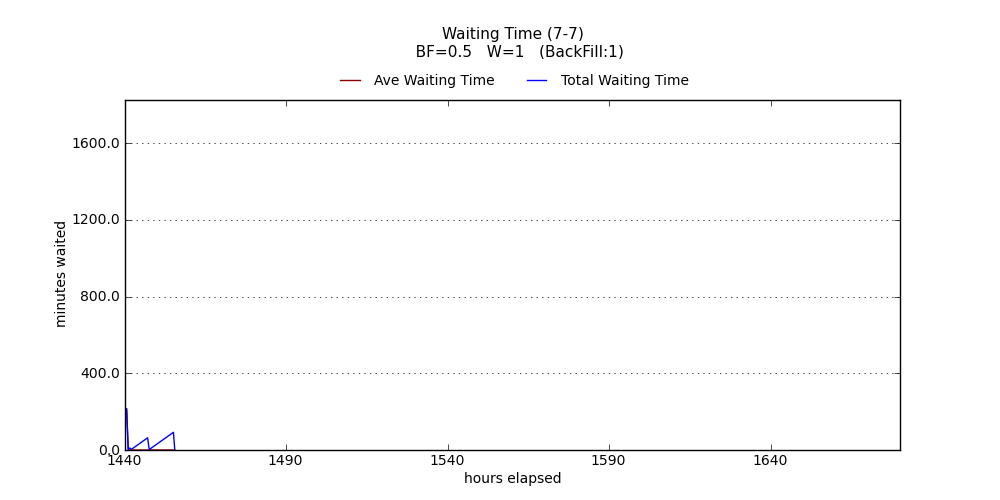 Waiting Time (7-7)
BF=0.5 W=1 (BackFill:1)
Ave Waiting Time
Total Waiting Time
1600.0
1200.0
800.0
400.0
0.0
minutes waited
1440
1490
1540
1590
1640
hours elapsed